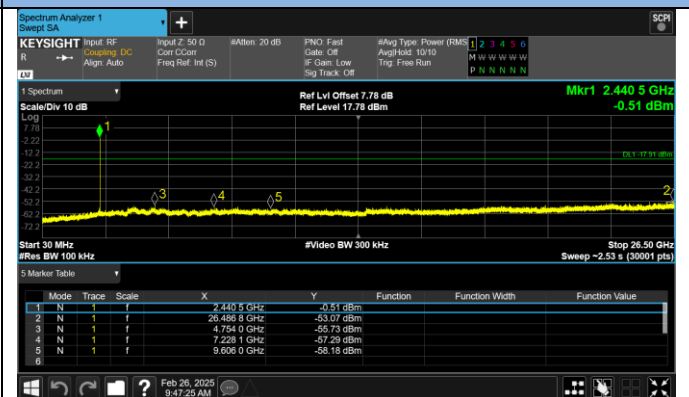 Spectrum Analyzer 1
Swept SA
+
SCPI
KEYSIGHT Input: RF Input Z: 50 Ω #Atten: 20 dB PNO: Fast #Avg Type: Power (RMS) 1 2 3 4 5 6
R Coupling: DC Corr CCorr Gate: Off Avg|Hold: 10/10 M W W W W W
Align: Auto Freq Ref: Int (S) IF Gain: Low Trig: Free Run
Sig Track: Off P N N N N N
LXI
1 Spectrum Ref Lvl Offset 7.78 dB Mkr1 2.440 5 GHz
Scale/Div 10 dB Ref Level 17.78 dBm -0.51 dBm
Log
7.78
-2.22
-12.2
-22.2
-32.2
-42.2
-52.2
-62.2
-72.2
1
DL1 -17.91 dBm
3 4 5 2
Start 30 MHz #Video BW 300 kHz Stop 26.50 GHz
#Res BW 100 kHz Sweep ~2.53 s (30001 pts)
5 Marker Table
Mode Trace Scale X Y Function Function Width Function Value
1 N 1 f 2.440 5 GHz -0.51 dBm
2 N 1 f 26.486 8 GHz -53.07 dBm
3 N 1 f 4.754 0 GHz -55.73 dBm
4 N 1 f 7.228 1 GHz -57.29 dBm
5 N 1 f 9.606 0 GHz -58.18 dBm
6
? Feb 26, 2025
9:47:25 AM